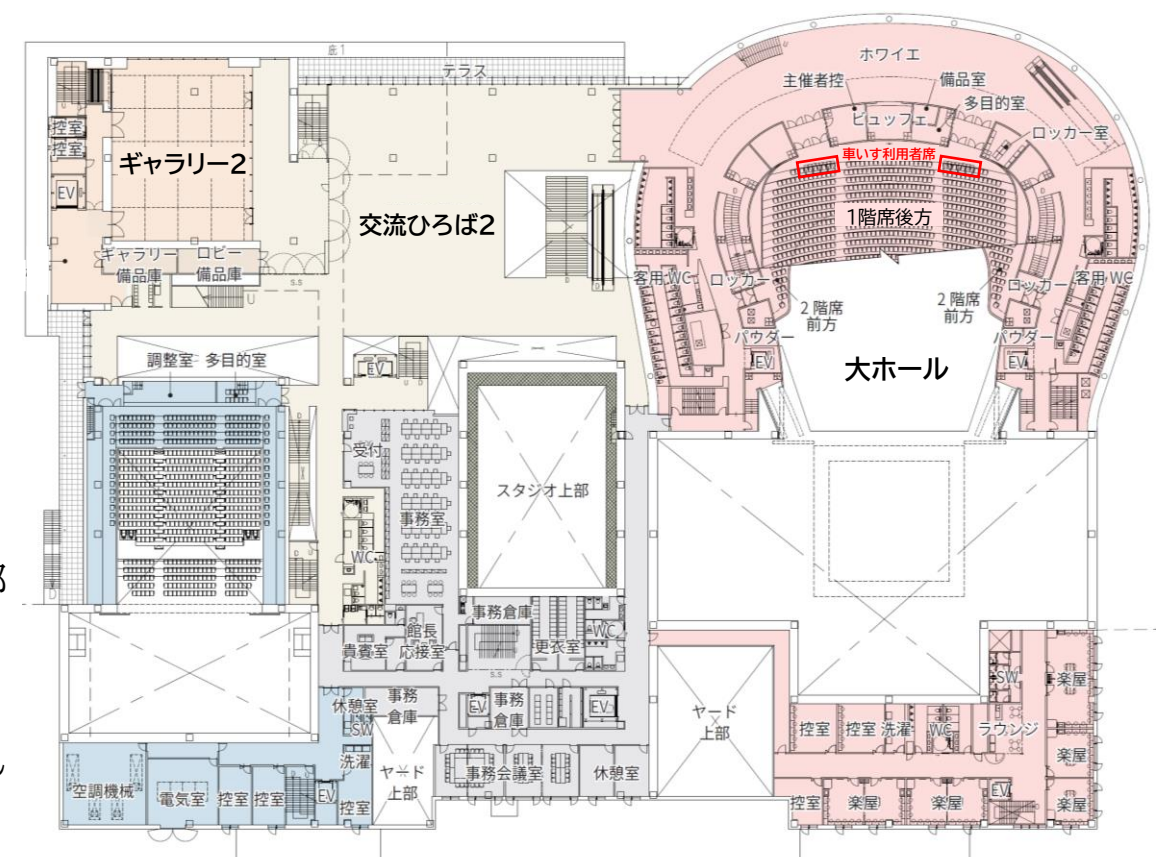 庇1
テラス
ホワイエ
主催者控
備品室
ビュッフェ
多目的室
ロッカー室
控室
控室
EV
ギャラリー2
交流ひろば2
車いす利用者席
1階席後方
ギャラリー
備品庫
ロビー
備品庫
S.S
U
客用WC
ロッカー
2階席
前方
2階席
前方
ロッカー
客用WC
パウダー
パウダー
EV
EV
大ホール
調整室
多目的室
EV
受付
事務室
WC
スタジオ上部
部
事務倉庫
更衣室
WC
貴賓室
館長
応接室
S.S
休憩室
SW
事務
倉庫
EV
事務
倉庫
EV
ヤード
上部
SW
楽屋
控室
控室
洗濯
WC
ラウンジ
楽屋
空調機械
電気室
控室
控室
EV
洗濯
控室
ヤード
上部
事務会議室
休憩室
控室
楽屋
楽屋
EV
楽屋